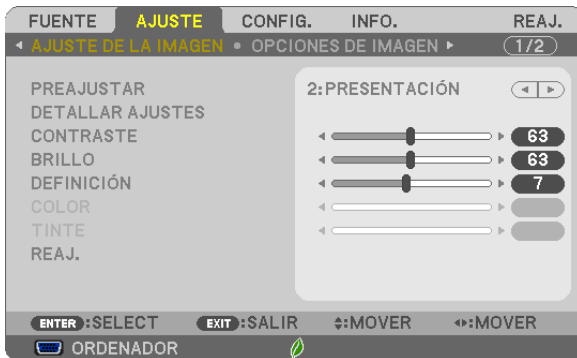 FUENTE AJUSTE CONFIG. INFO. REAJ.
AJUSTE DE LA IMAGEN • OPCIONES DE IMAGEN 1/2
PREAJUSTAR 2:PRESENTACIÓN
DETALLAR AJUSTES
CONTRASTE 63
BRILLO 63
DEFINICIÓN 7
COLOR
TINTE
REAJ.
ENTER:SELECT EXIT:SALIR :MOVER :MOVER
ORDENADOR